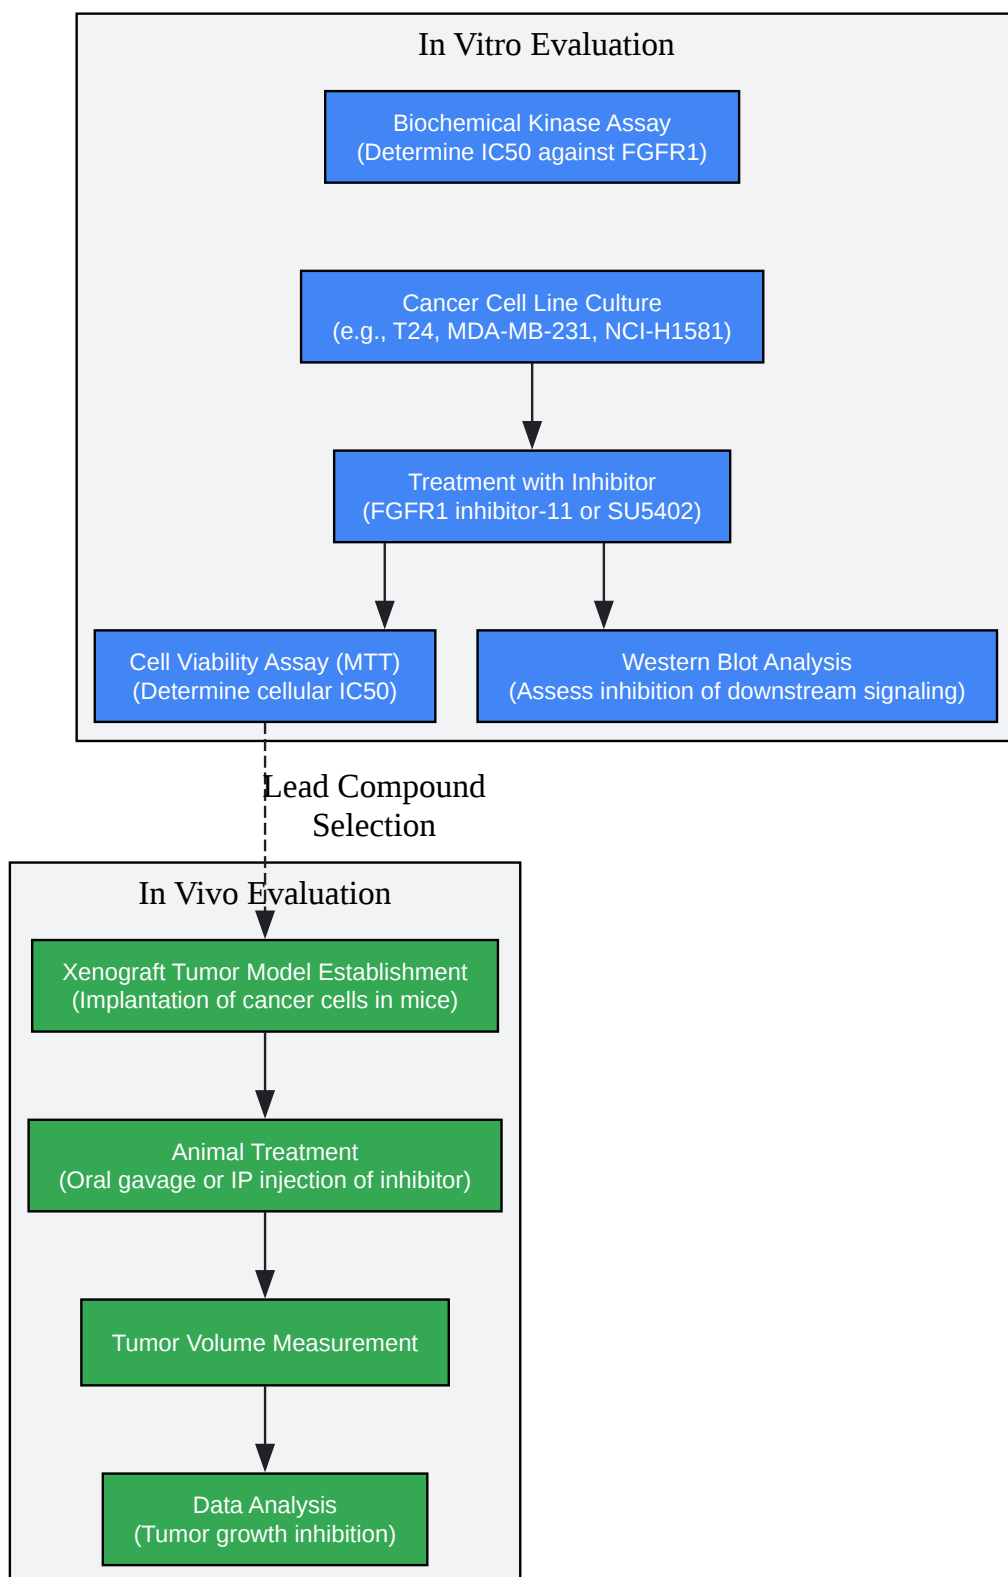 In Vitro Evaluation
Biochemical Kinase Assay
(Determine IC50 against FGFR1)
Cancer Cell Line Culture
(e.g., T24, MDA-MB-231, NCI-H1581)
Treatment with Inhibitor
(FGFR1 inhibitor-11 or SU5402)
Cell Viability Assay (MTT)
(Determine cellular IC50)
Western Blot Analysis
(Assess inhibition of downstream signaling)
Lead Compound
Selection
In Vivo Evaluation
Xenograft Tumor Model Establishment
(Implantation of cancer cells in mice)
Animal Treatment
(Oral gavage or IP injection of inhibitor)
Tumor Volume Measurement
Data Analysis
(Tumor growth inhibition)